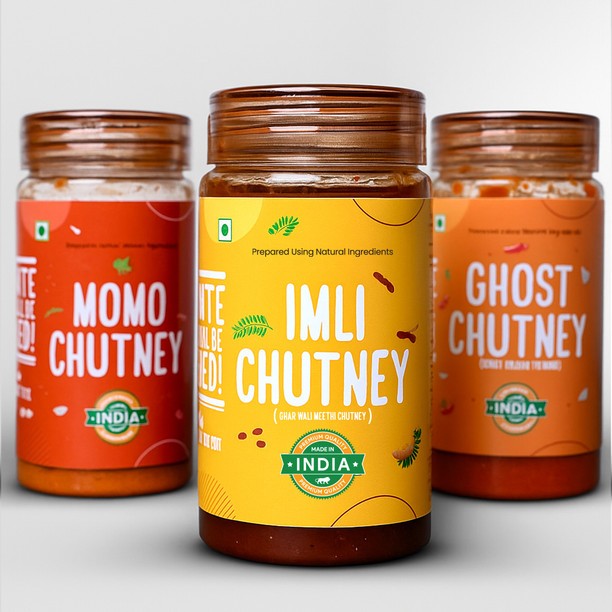 MOMO
CHUTNEY
INDIA
Prepared Using Natural Ingredients
IMLI
CHUTNEY
( GHAR WALI MEETHI CHUTNEY )
PREMIUM QUALITY
MADE IN
INDIA
PREMIUM QUALITY
GHOST
CHUTNEY
INDIA